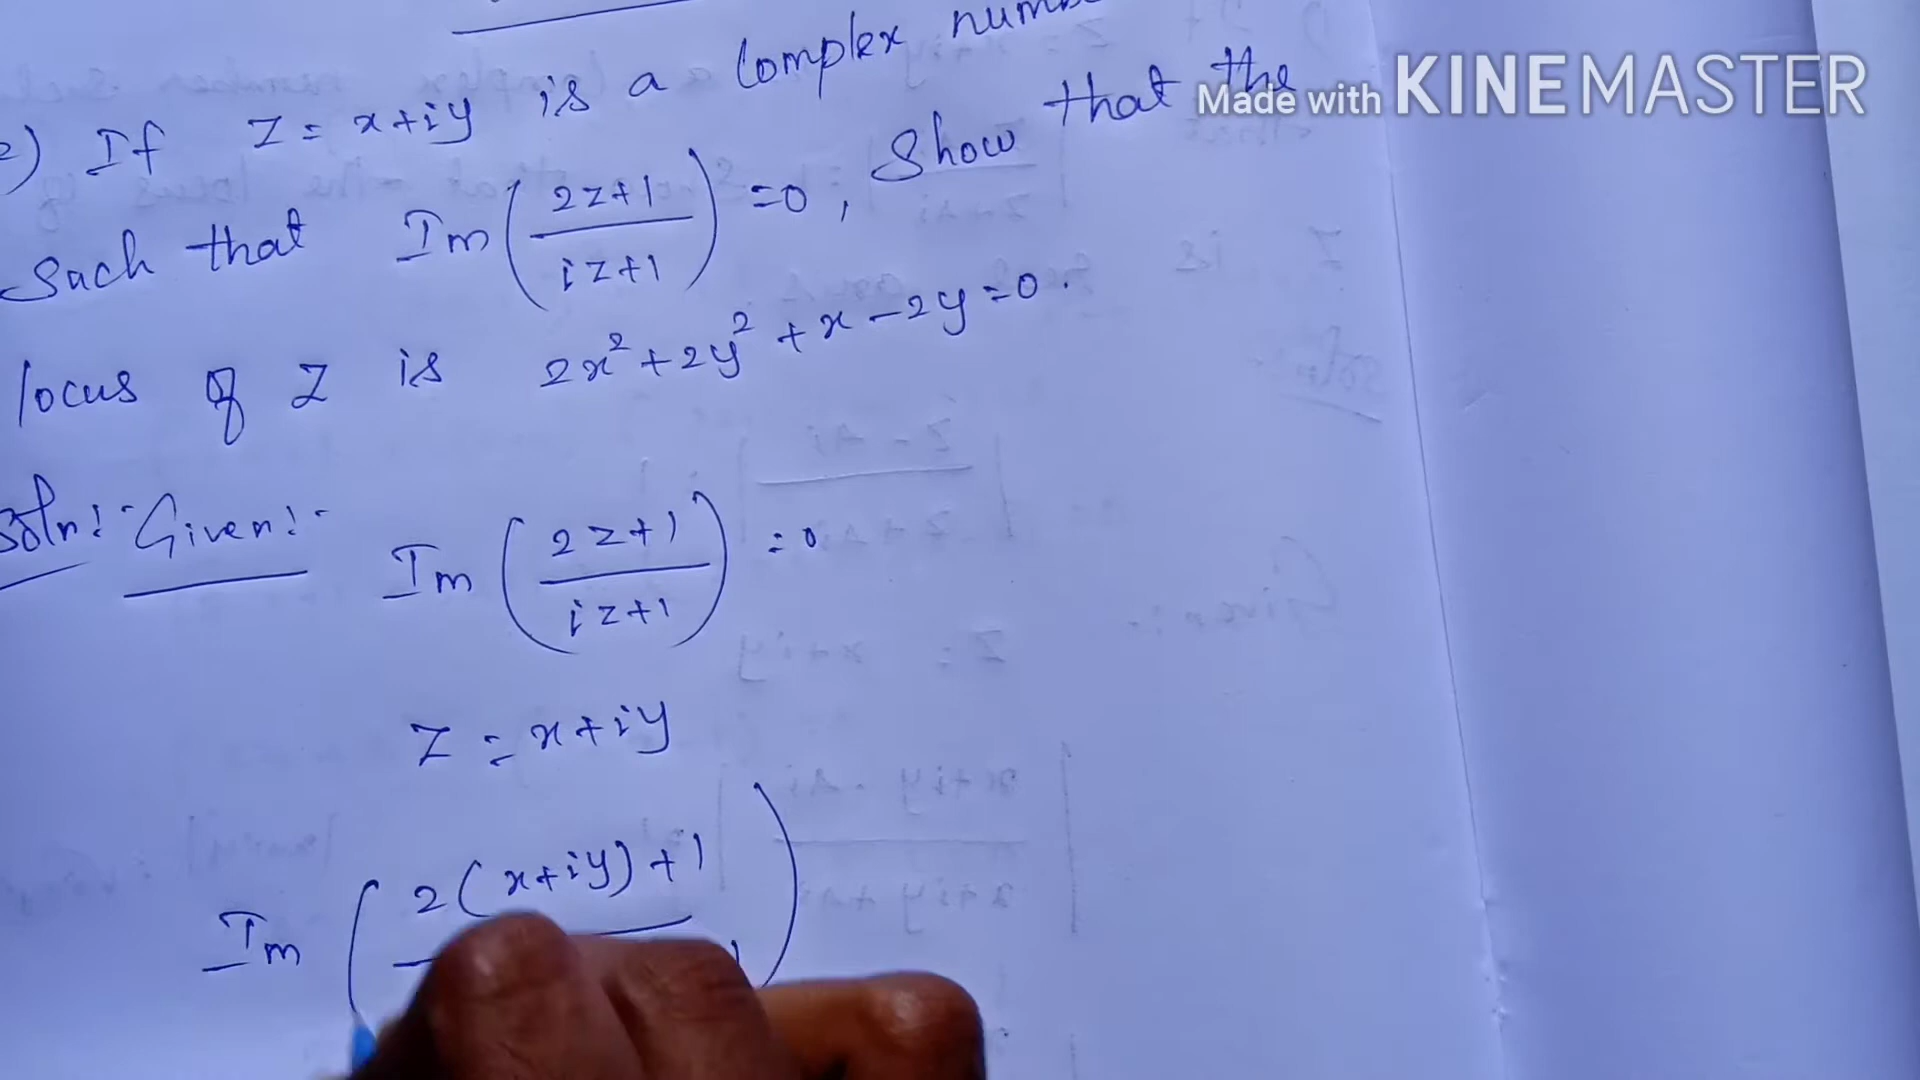 2) If z = x+iy is a complex
such that Im(2z+1/iz+1) =0, show that the
locus of z is 2x²+2y²+x-2y=0.
Soln:- Given:- Im(2z+1/iz+1) =0
z = x+iy
Im(2(x+iy)+1
Made with KINEMASTER